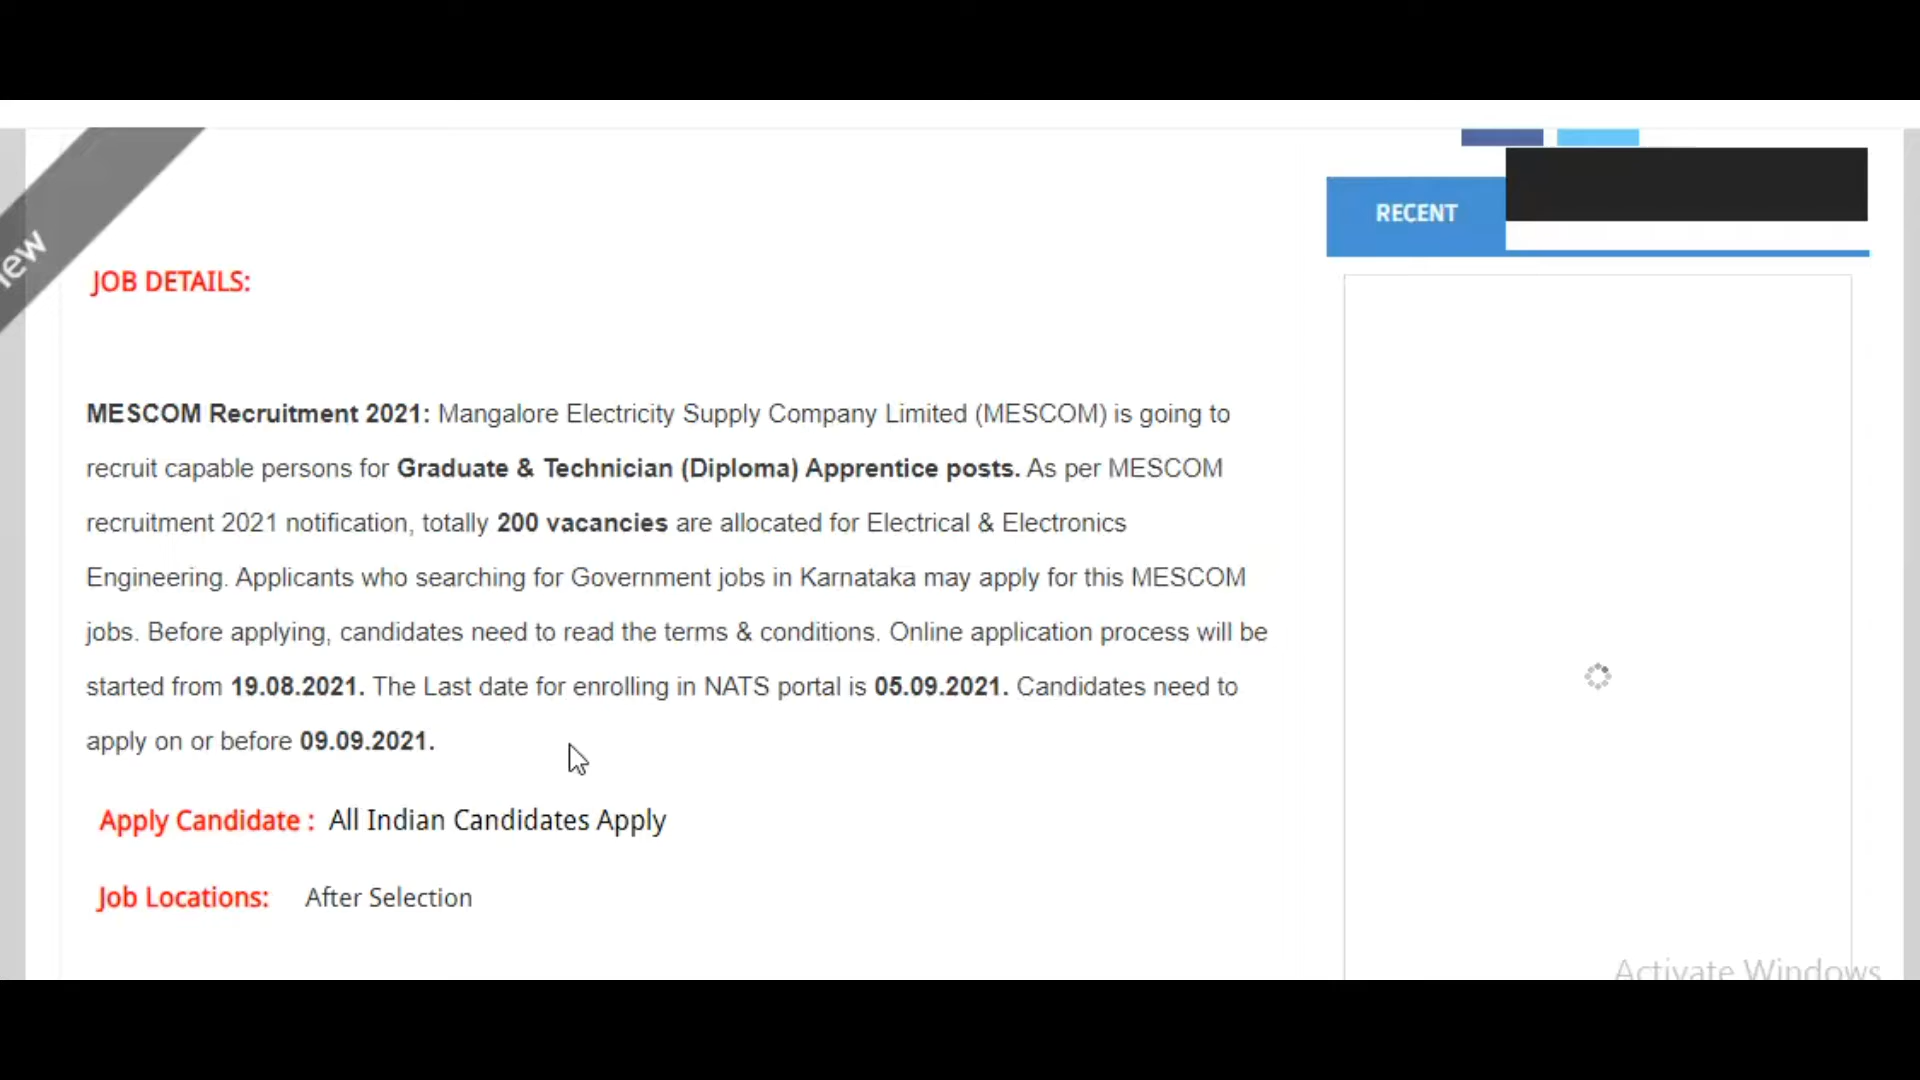 RECENT
JOB DETAILS:
MESCOM Recruitment 2021: Mangalore Electricity Supply Company Limited (MESCOM) is going to
recruit capable persons for Graduate & Technician (Diploma) Apprentice posts. As per MESCOM
recruitment 2021 notification, totally 200 vacancies are allocated for Electrical & Electronics
Engineering. Applicants who searching for Government jobs in Karnataka may apply for this MESCOM
jobs. Before applying, candidates need to read the terms & conditions. Online application process will be
started from 19.08.2021. The Last date for enrolling in NATS portal is 05.09.2021. Candidates need to
apply on or before 09.09.2021.
Apply Candidate : All Indian Candidates Apply
Job Locations: After Selection
Activate Windows